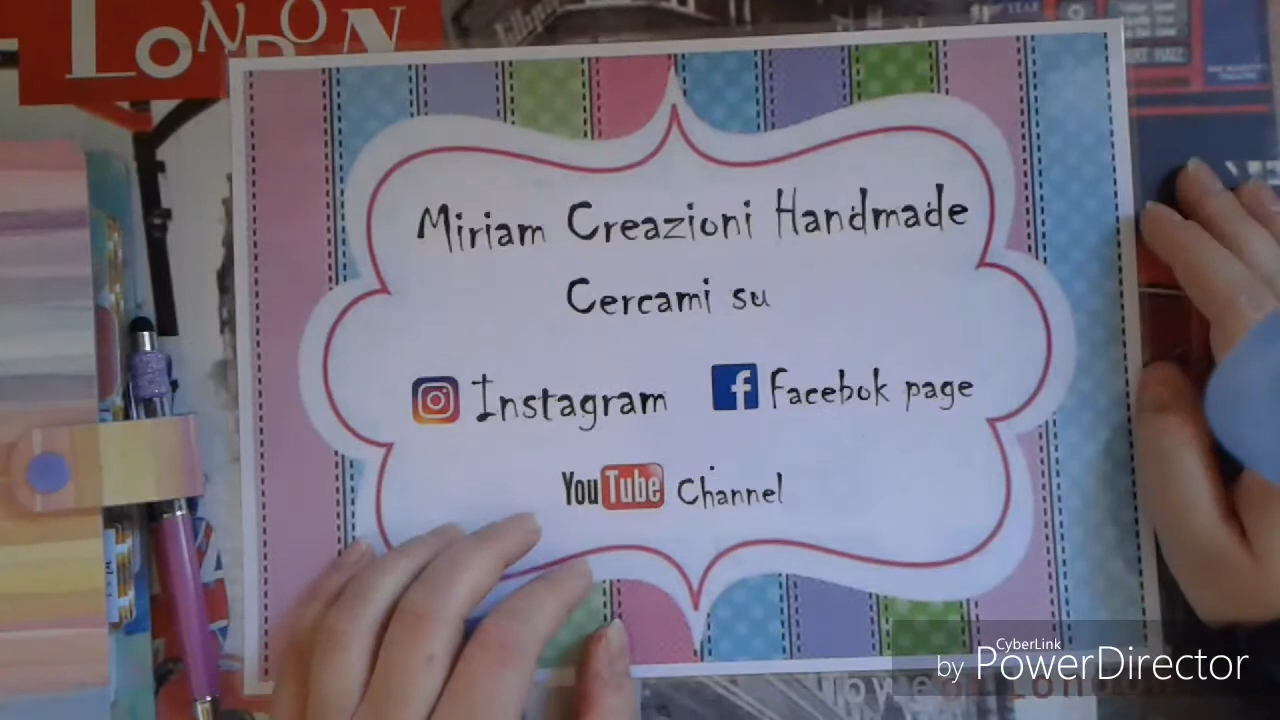 LONDON
Miriam Creazioni Handmade
Cercami su
Instagram
Facebok page
YouTube Channel
CyberLink
by PowerDirector